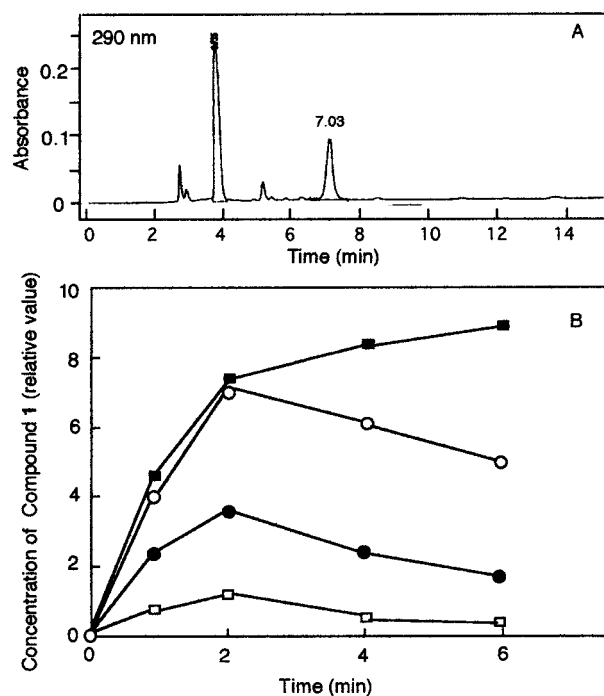 290 nm
A
7.03
0.2
0.1
0
Absorbance
0 2 4 6 8 10 12 14
Time (min)
B
10
8
6
4
2
0
Concentration of Compound 1 (relative value)
0 2 4 6
Time (min)